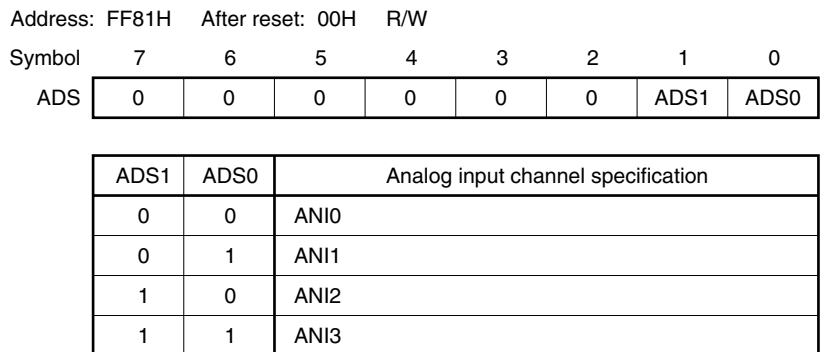 Address: FF81H After reset: 00H R/W
Symbol 7 6 5 4 3 2 1 0
ADS 0 0 0 0 0 0 ADS1 ADS0
ADS1 ADS0 Analog input channel specification
0 0 ANI0
0 1 ANI1
1 0 ANI2
1 1 ANI3